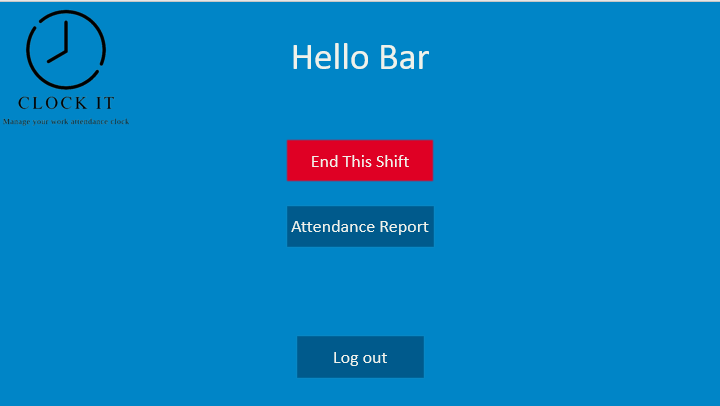 Hello Bar
CLOCK IT
Manage your work attendance clock
End This Shift
Attendance Report
Log out